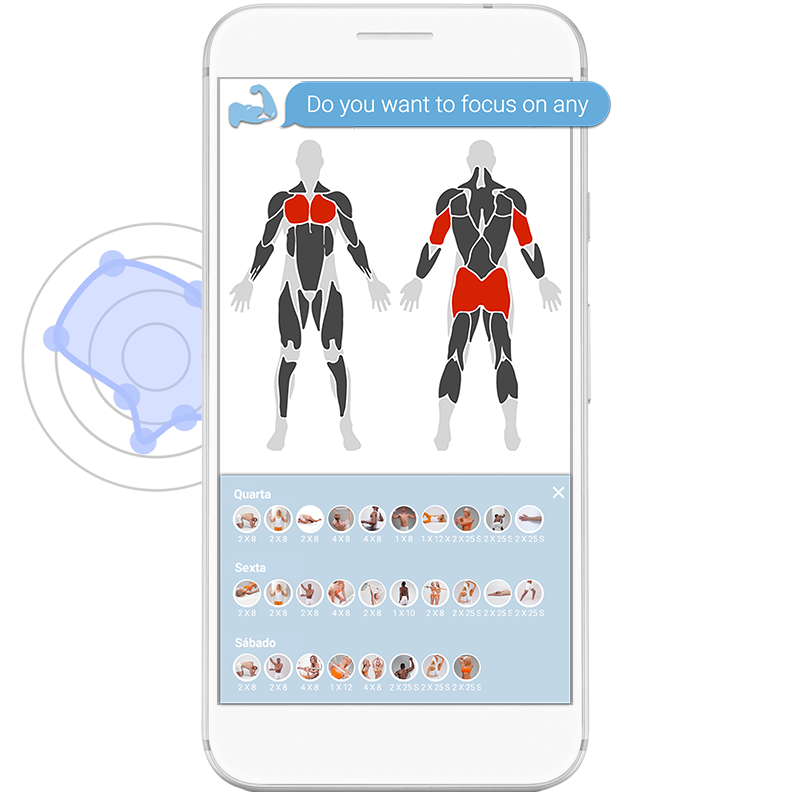 Do you want to focus on any
Quarta
2 X 8 2 X 8 2 X 8 4 X 8 4 X 8 1 X 8 1 X 12 X 2 X 25 S 2 X 25 S 2 X 25 S
Sexta
2 X 8 2 X 8 2 X 8 4 X 8 2 X 8 1 X 10 2 X 8 2 X 25 S 2 X 25 S 2 X 25 S
Sábado
2 X 8 2 X 8 4 X 8 1 X 12 4 X 8 2 X 25 S 2 X 25 S 2 X 25 S